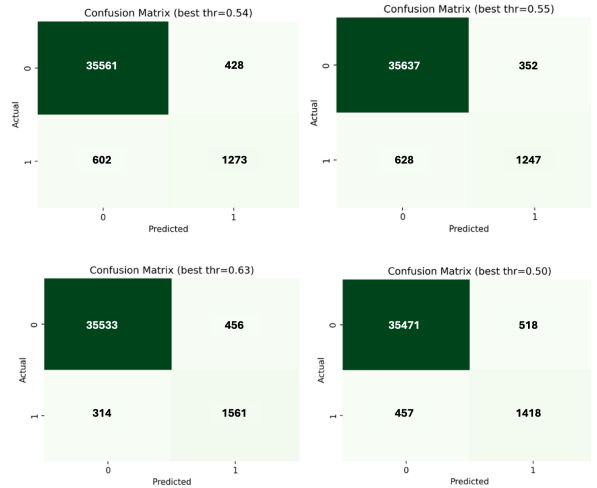 Confusion Matrix (best thr=0.54)
0
35561
428
Actual
1
602
1273
0
1
Predicted
Confusion Matrix (best thr=0.55)
0
35637
352
Actual
1
628
1247
0
1
Predicted
Confusion Matrix (best thr=0.63)
0
35533
456
Actual
1
314
1561
0
1
Predicted
Confusion Matrix (best thr=0.50)
0
35471
518
Actual
1
457
1418
0
1
Predicted